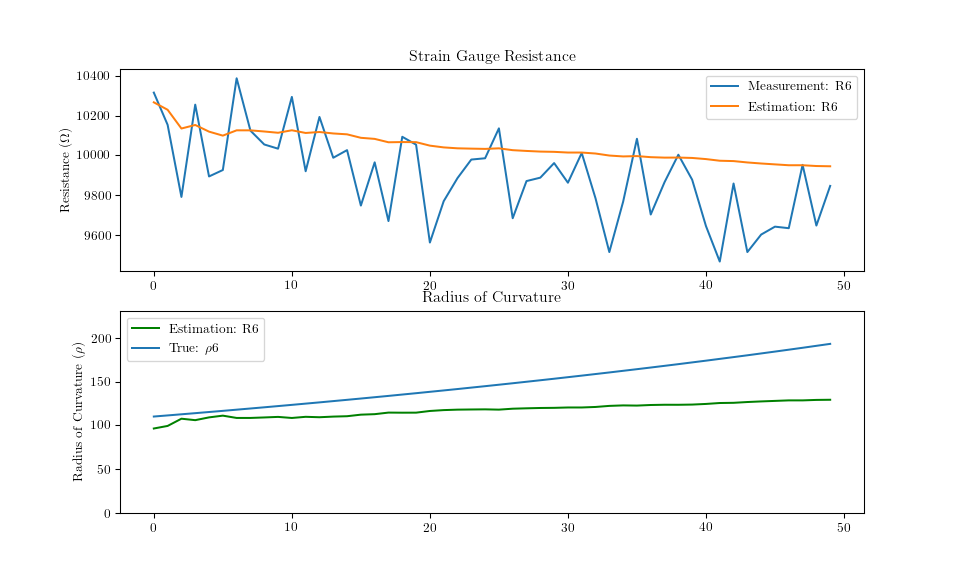 Strain Gauge Resistance
Resistance (Ω)
10400
10200
10000
9800
9600
Measurement: R6
Estimation: R6
0 10 20 30 40 50
Radius of Curvature
Radius of Curvature (ρ)
200
150
100
50
0
Estimation: R6
True: ρ6
0 10 20 30 40 50